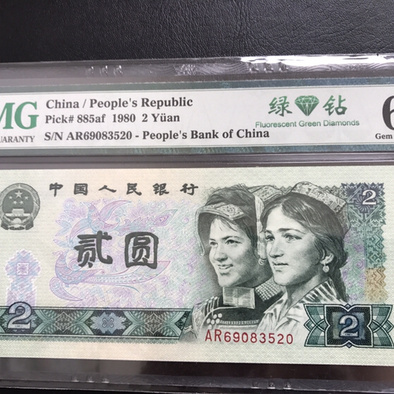 MG
GUARANTY
China / People's Republic
Pick# 885af 1980 2 Yüan
S/N AR69083520 - People's Bank of China
绿 钻
Fluorescent Green Diamonds
6
Gem
中国人民银行
2
贰圆
2
2
AR69083520